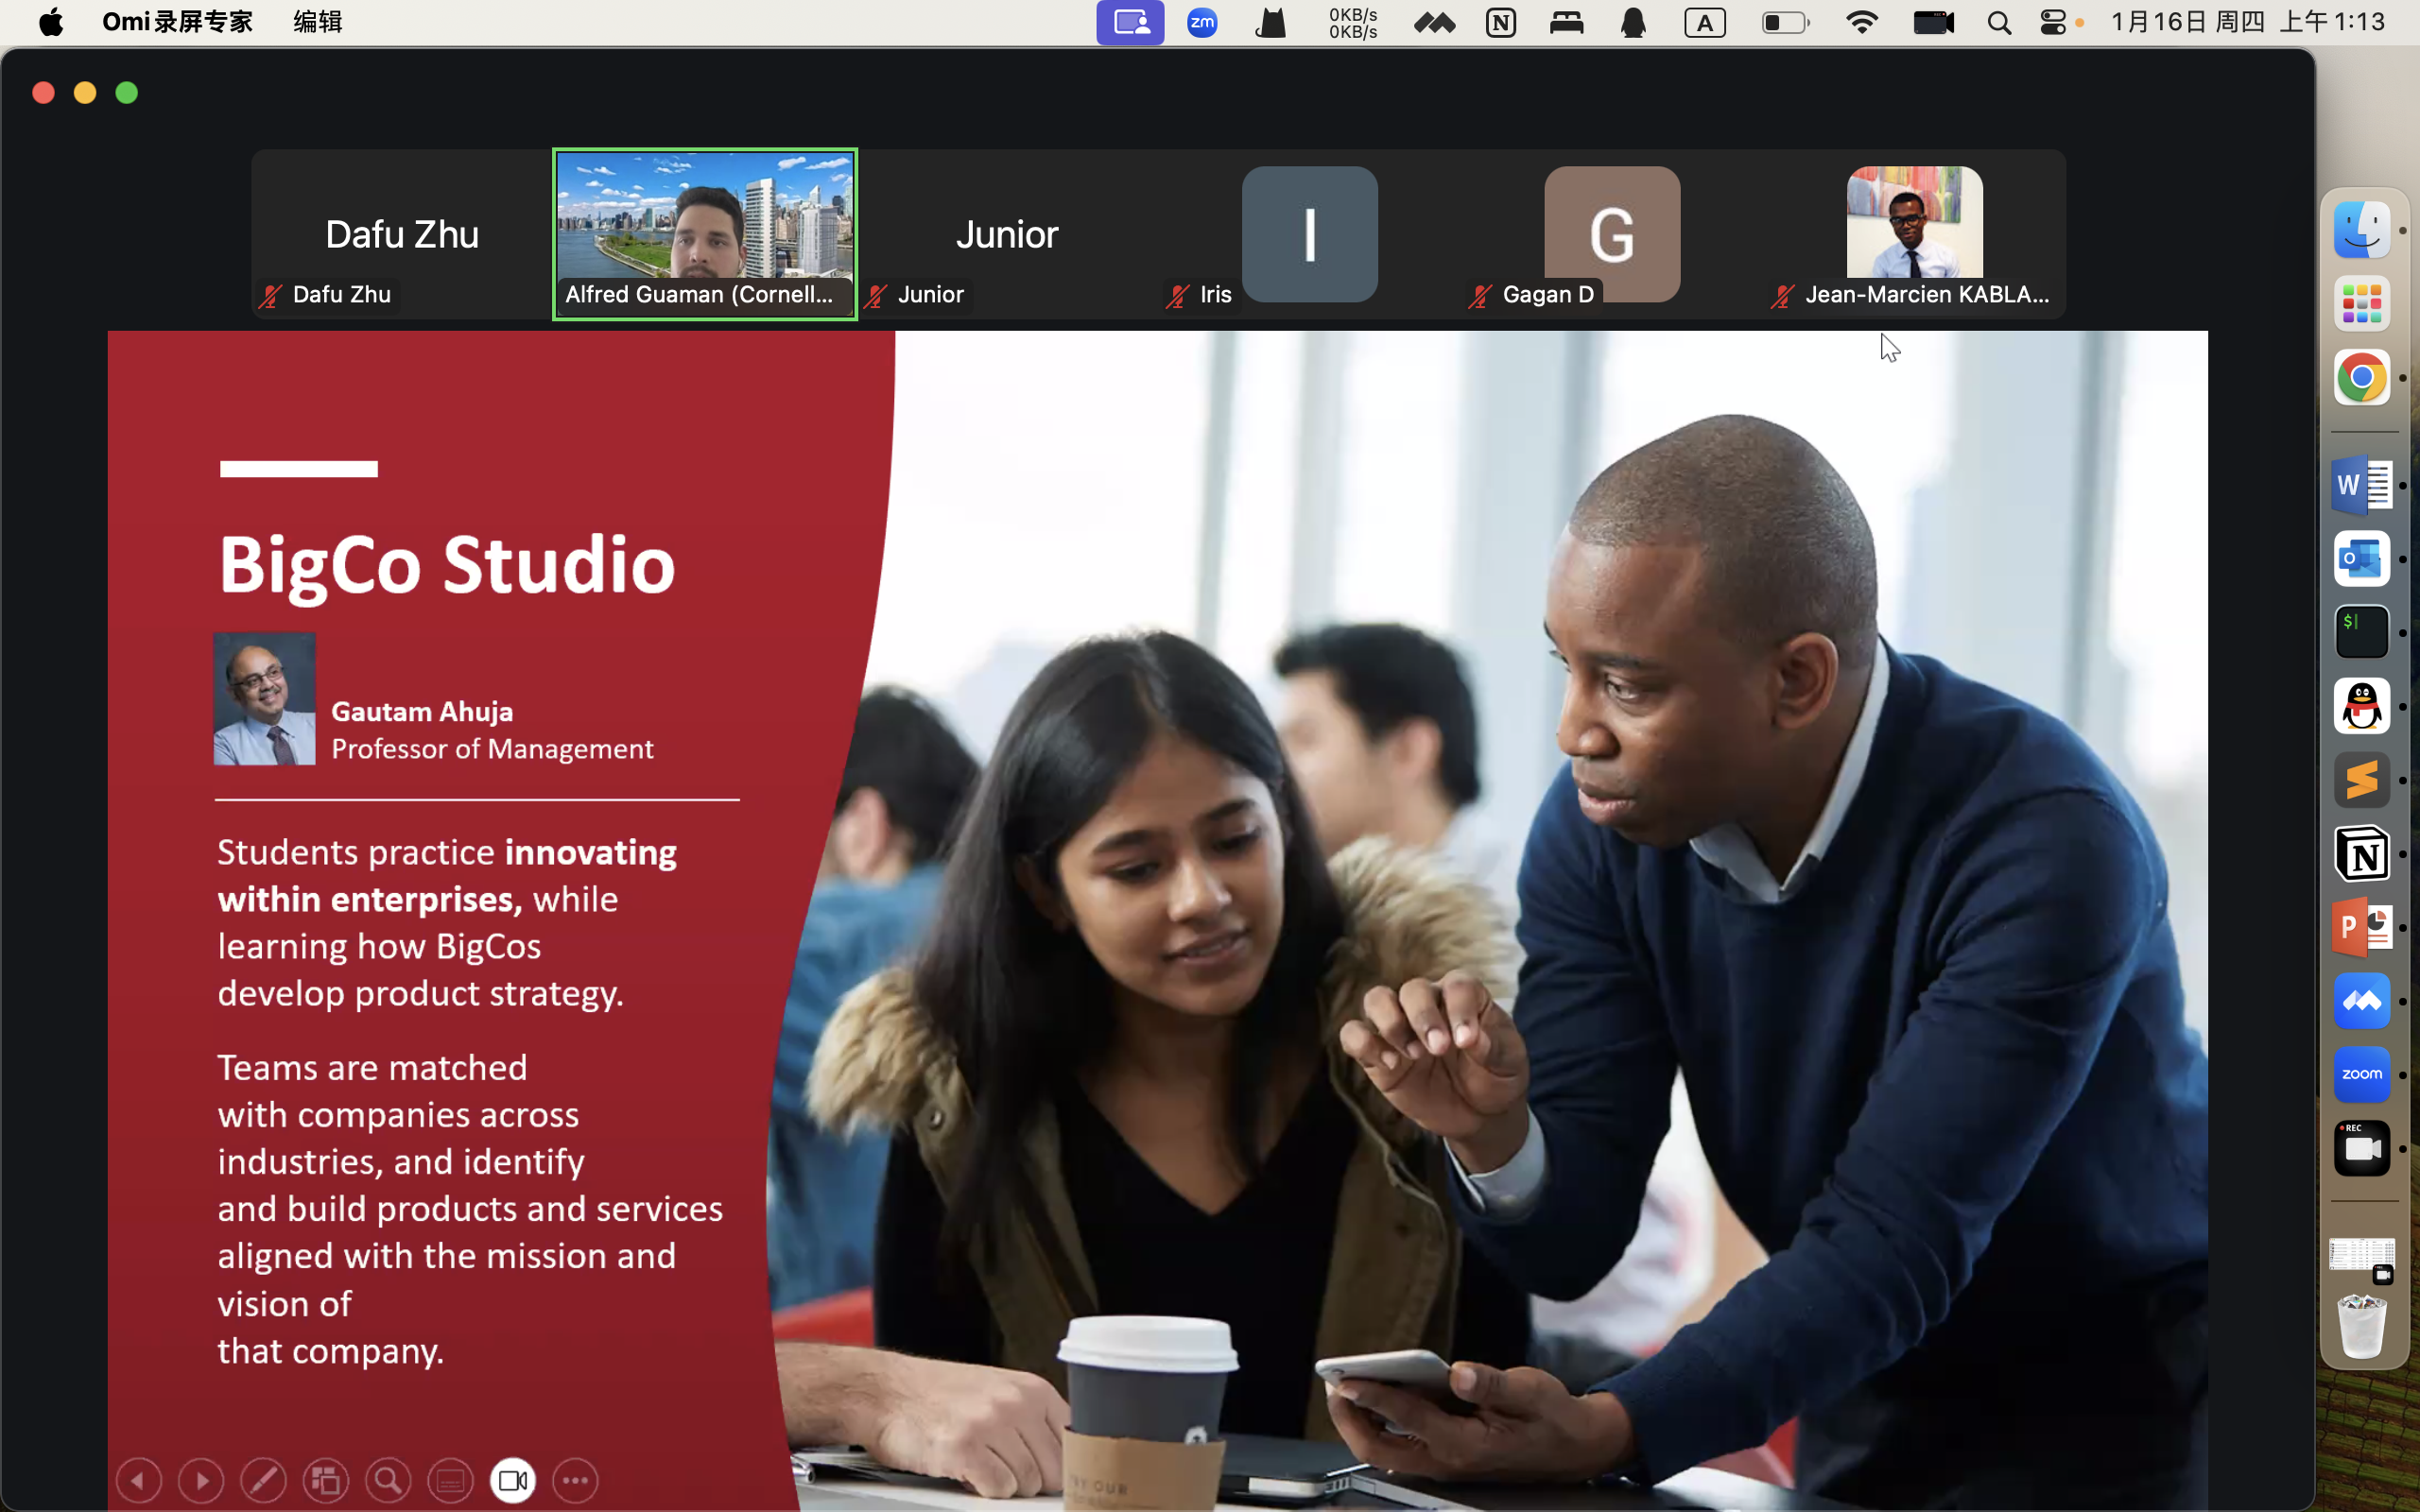 Omi录屏专家 编辑
zm
0KB/s
0KB/s
N
A
1月16日 周四 上午1:13
Dafu Zhu
Junior
I
G
Dafu Zhu
Alfred Guaman (Cornell...
Junior
Iris
Gagan D
Jean-Marcien KABLA...
BigCo Studio
Gautam Ahuja
Professor of Management
Students practice innovating
within enterprises, while
learning how BigCos
develop product strategy.
Teams are matched
with companies across
industries, and identify
and build products and services
aligned with the mission and
vision of
that company.
W
O
$
N
P
zoom
REC
OUR